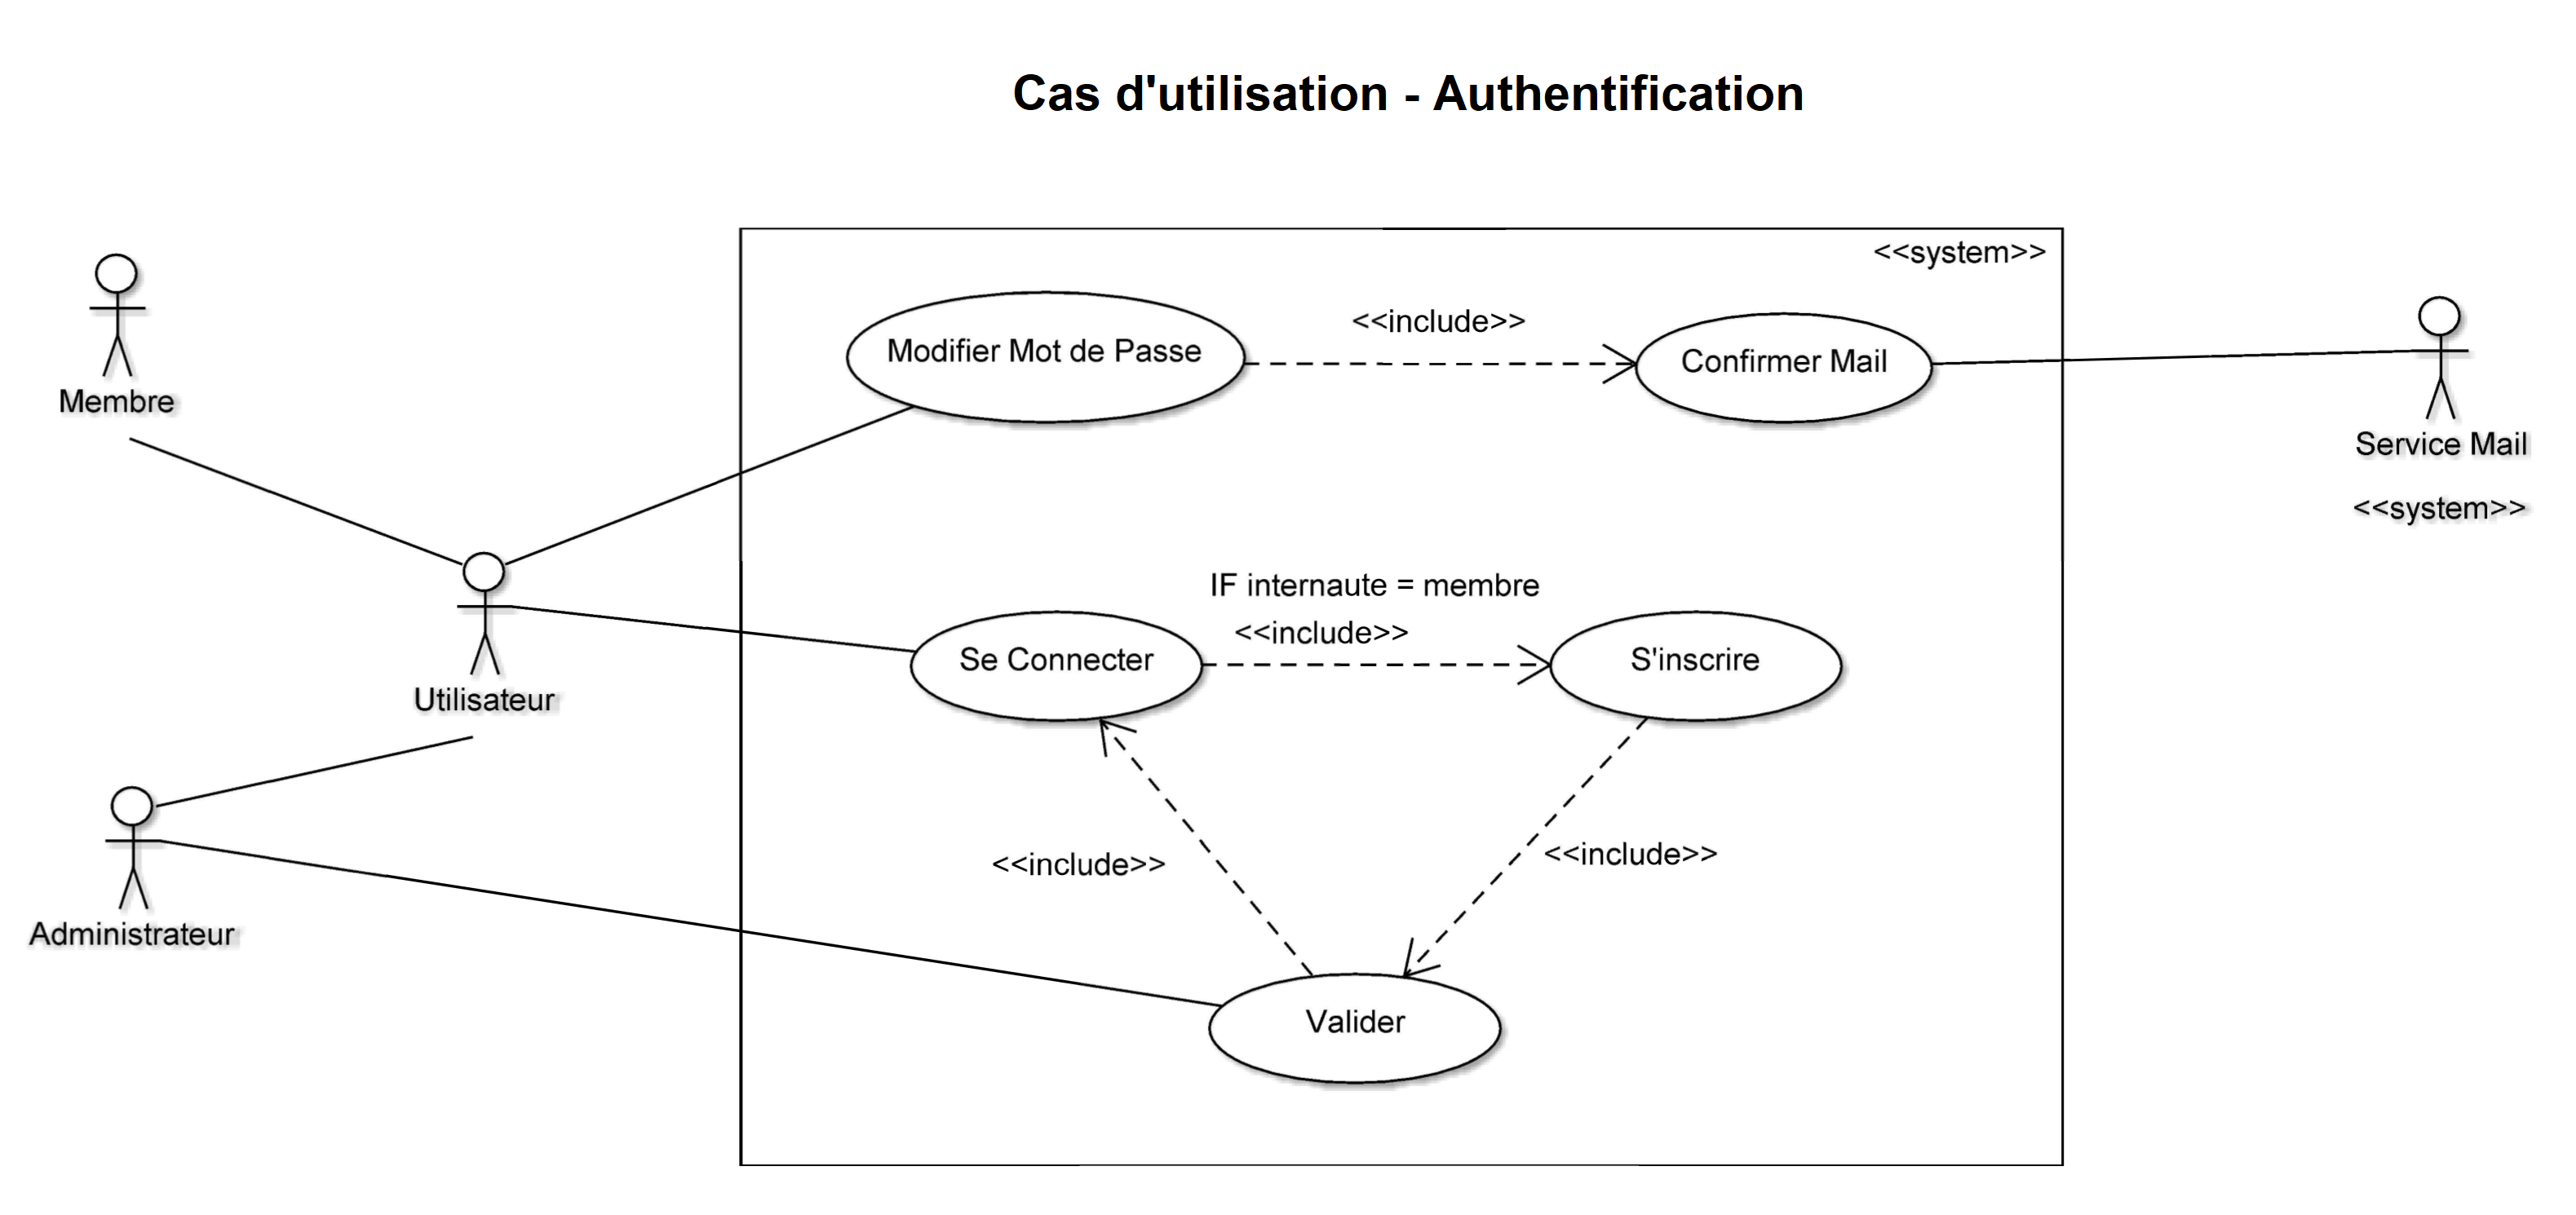 Cas d'utilisation - Authentification
<<system>>
<<include>>
Modifier Mot de Passe
Confirmer Mail
Membre
Service Mail
<<system>>
IF internaute = membre
<<include>>
Se Connecter
S'inscrire
Utilisateur
<<include>>
<<include>>
Administrateur
Valider